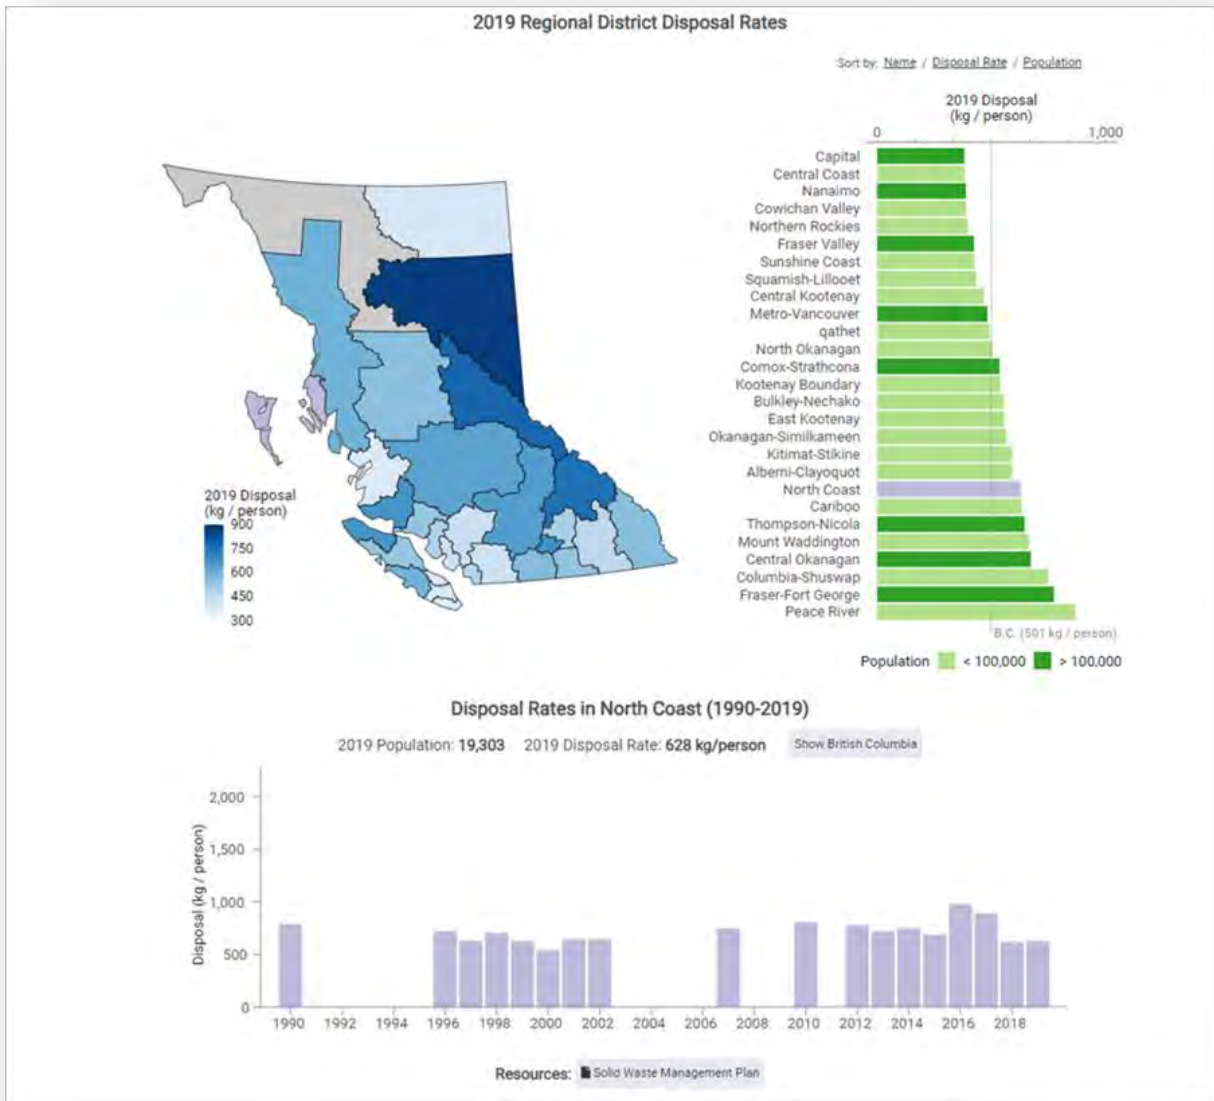 2019 Regional District Disposal Rates
Sort by: Name / Disposal Rate / Population
2019 Disposal
(kg / person)
0 1,000
Capital
Central Coast
Nanaimo
Cowichan Valley
Northern Rockies
Fraser Valley
Sunshine Coast
Squamish-Lillooet
Central Kootenay
Metro-Vancouver
qathet
North Okanagan
Comox-Strathcona
Kootenay Boundary
Bulkley-Nechako
East Kootenay
Okanagan-Similkameen
Kitimat-Stikine
Alberni-Clayoquot
North Coast
Cariboo
Thompson-Nicola
Mount Waddington
Central Okanagan
Columbia-Shuswap
Fraser-Fort George
Peace River
B.C. (501 kg / person)
Population < 100,000 > 100,000
2019 Disposal
(kg / person)
900
750
600
450
300
Disposal Rates in North Coast (1990-2019)
2019 Population: 19,303 2019 Disposal Rate: 628 kg/person Show British Columbia
Disposal (kg / person)
2,000
1,500
1,000
500
0
1990 1992 1994 1996 1998 2000 2002 2004 2006 2008 2010 2012 2014 2016 2018
Resources: Solid Waste Management Plan